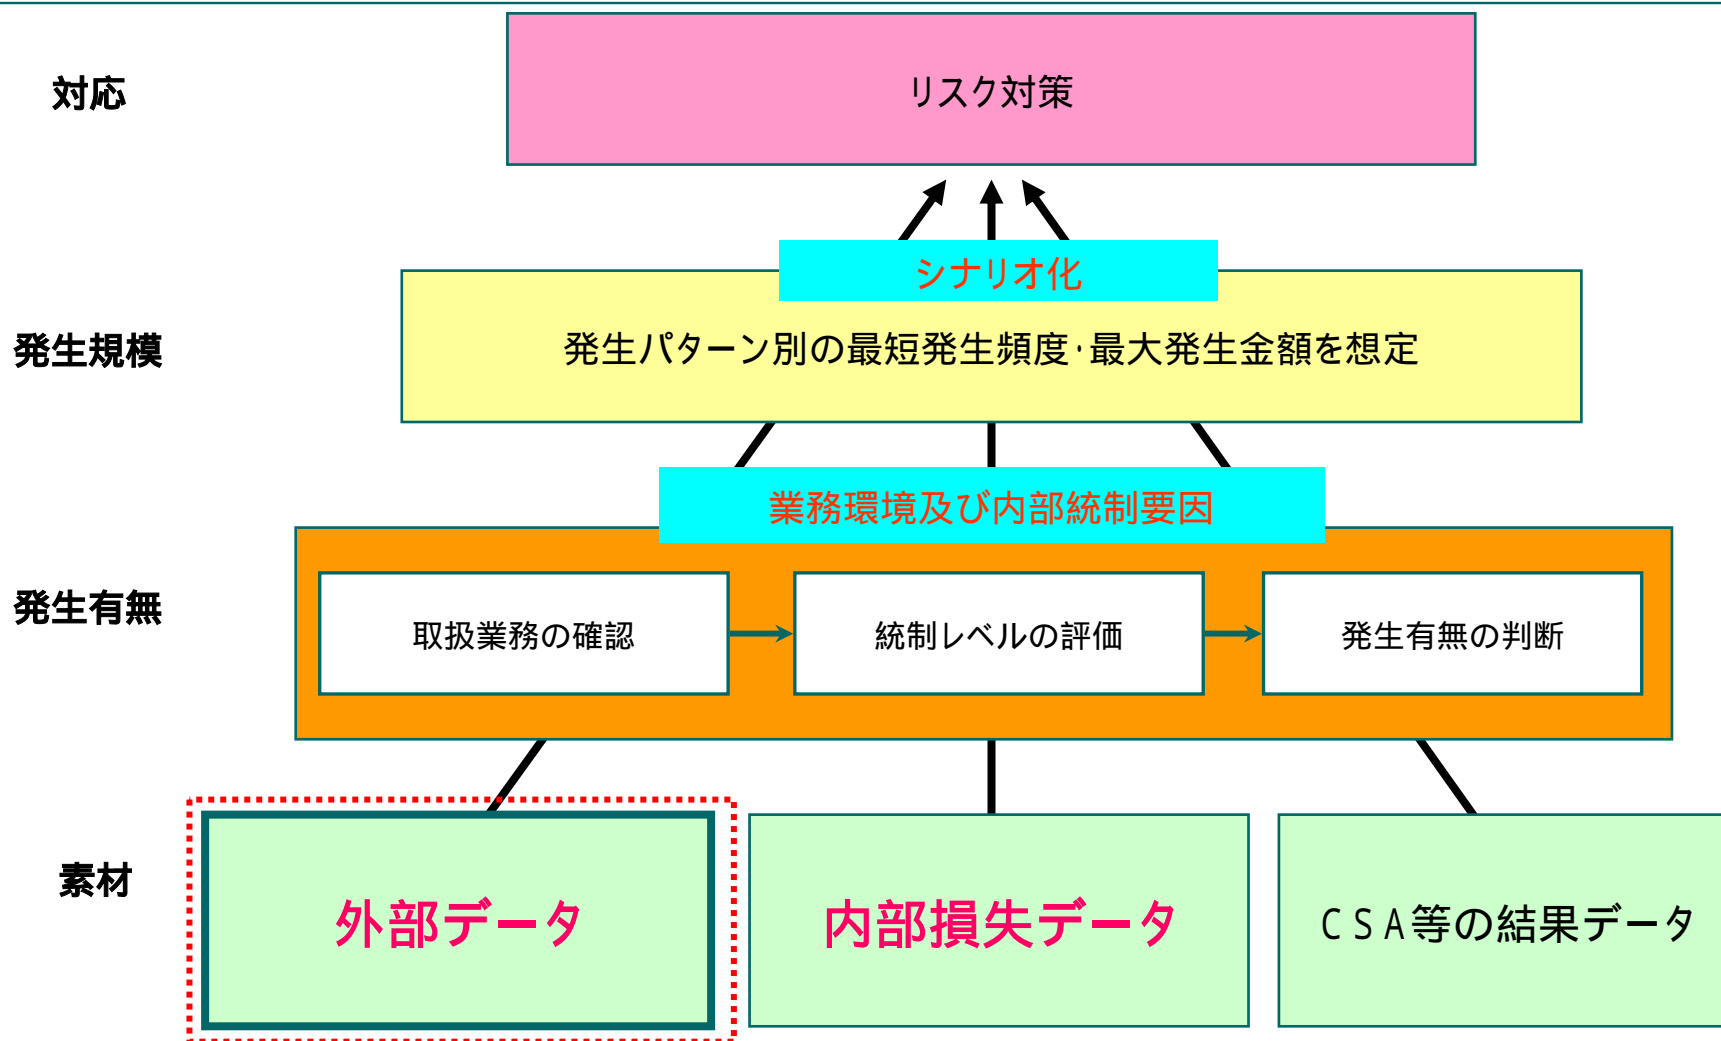 対応
リスク対策
シナリオ化
発生規模
発生パターン別の最短発生頻度・最大発生金額を想定
業務環境及び内部統制要因
発生有無
取扱業務の確認
統制レベルの評価
発生有無の判断
素材
外部データ
内部損失データ
CSA等の結果データ